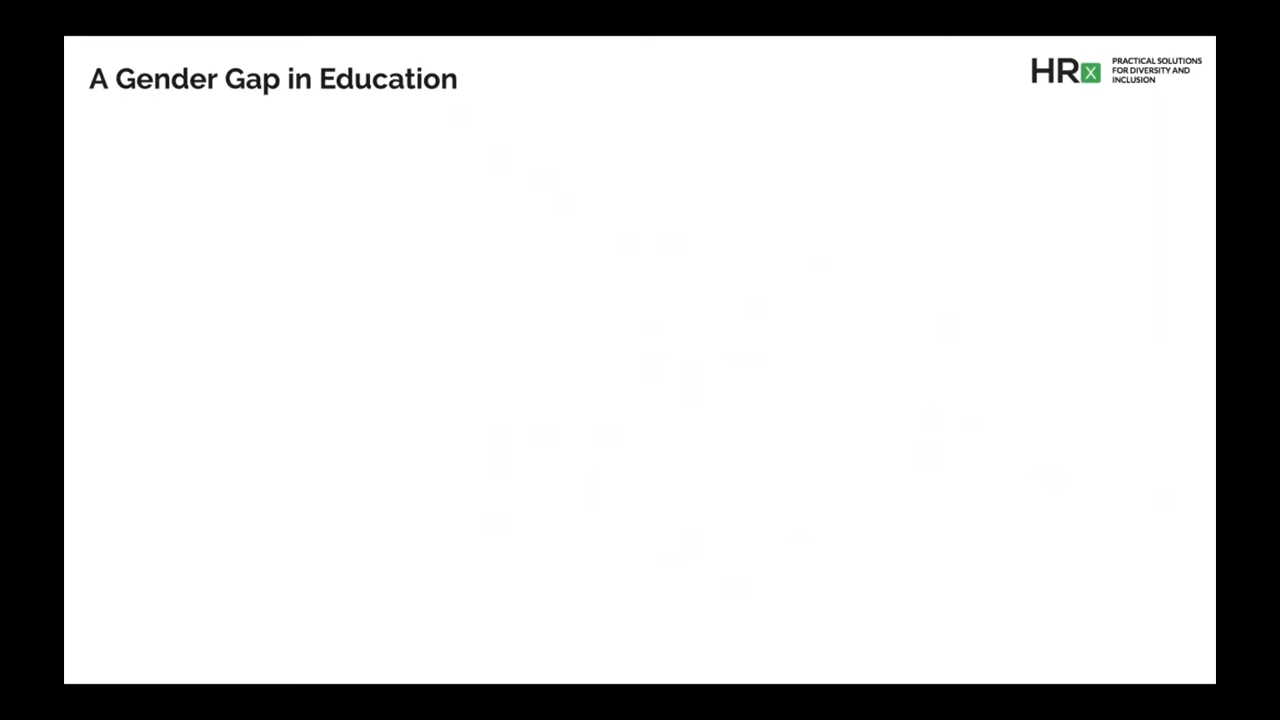 A Gender Gap in Education
HRx
PRACTICAL SOLUTIONS
FOR DIVERSITY AND
INCLUSION